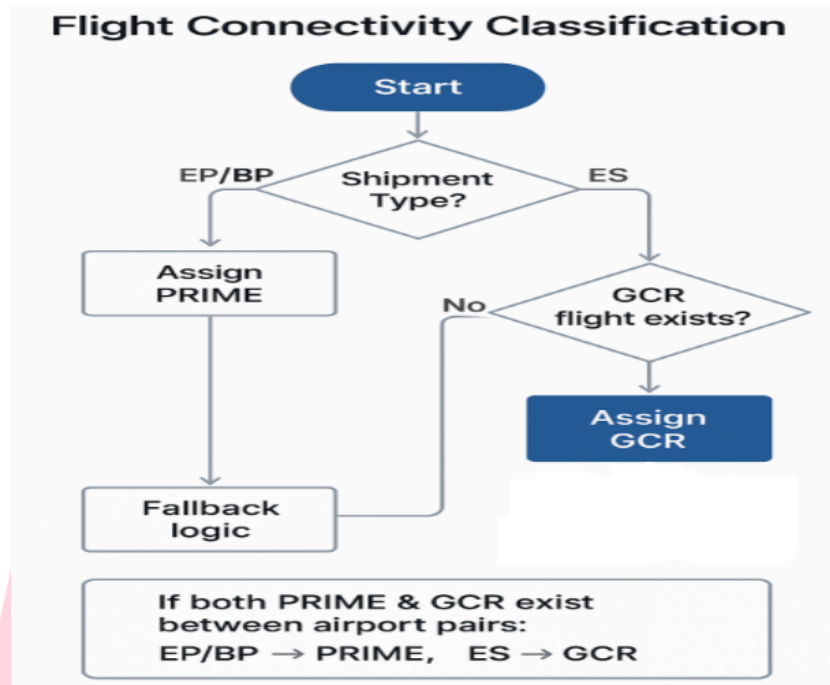 Flight Connectivity Classification
Start
EP/BP
Shipment
Type?
ES
Assign
PRIME
GCR
flight exists?
No
Assign
GCR
Fallback
logic
If both PRIME & GCR exist
between airport pairs:
EP/BP → PRIME, ES → GCR